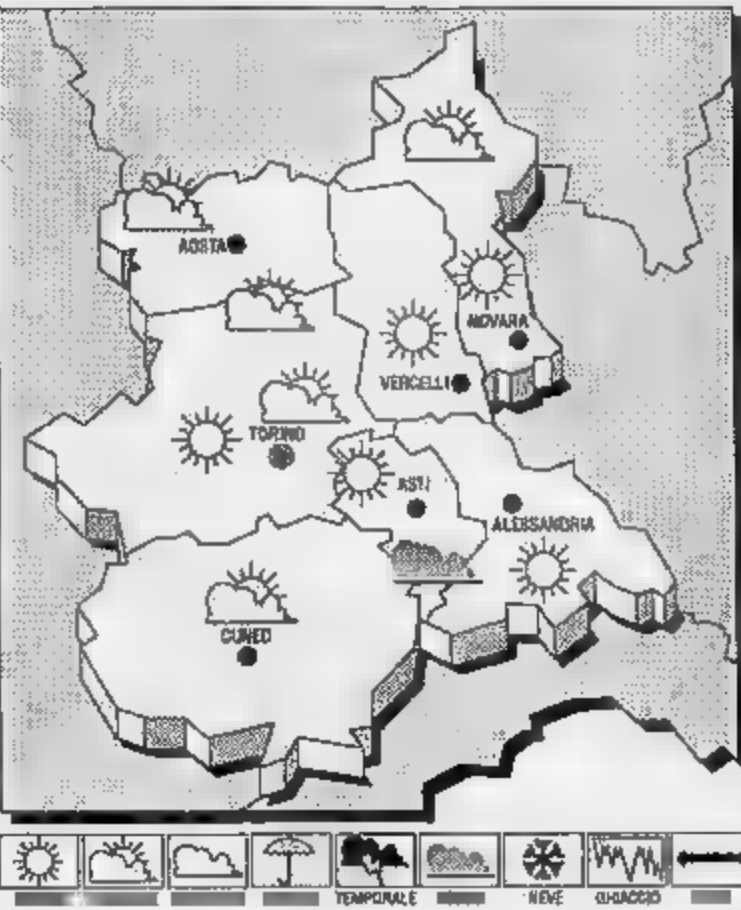 AOSTA
NOVARA
VERCELLI
TORINO
ASTI
ALESSANDRIA
CUNEO
TEMPORALE
NEVE
GHIACCIO